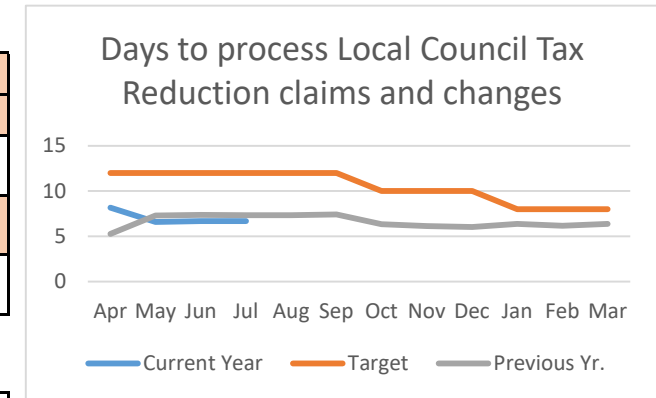 Days to process Local Council Tax
Reduction claims and changes
15
10
5
0
Apr May Jun Jul Aug Sep Oct Nov Dec Jan Feb Mar
Current Year Target Previous Yr.